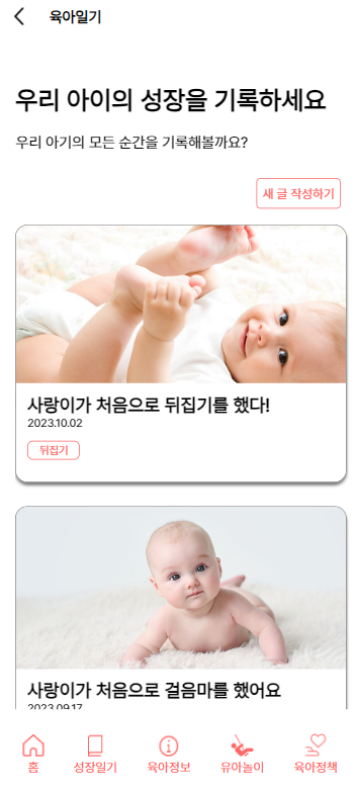 육아일기
우리 아이의 성장을 기록하세요
우리 아기의 모든 순간을 기록해볼까요?
새 글 작성하기
사랑이가 처음으로 뒤집기를 했다!
2023.10.02
뒤집기
사랑이가 처음으로 걸음마를 했어요
2023.09.17
홈
성장일기
육아정보
유아놀이
육아정책